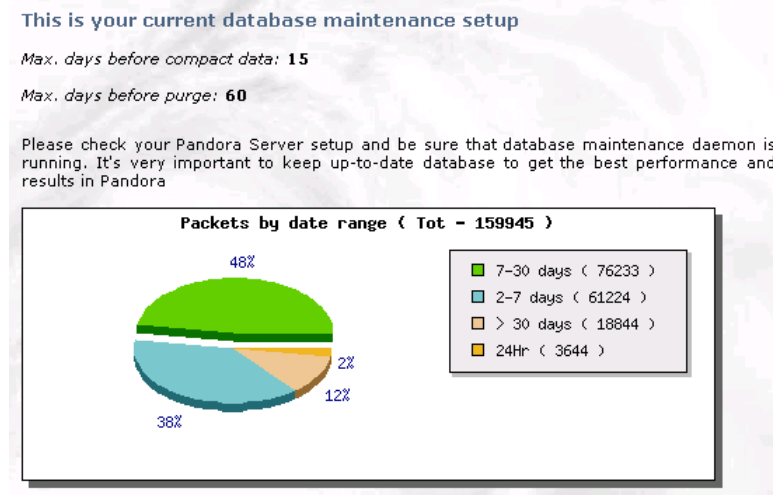 This is your current database maintenance setup
Max. days before compact data: 15
Max. days before purge: 60
Please check your Pandora Server setup and be sure that database maintenance daemon is
running. It's very important to keep up-to-date database to get the best performance and
results in Pandora
Packets by date range ( Tot - 159945 )
48%
7-30 days ( 76233 )
2-7 days ( 61224 )
> 30 days ( 18844 )
24Hr ( 3644 )
2%
12%
38%